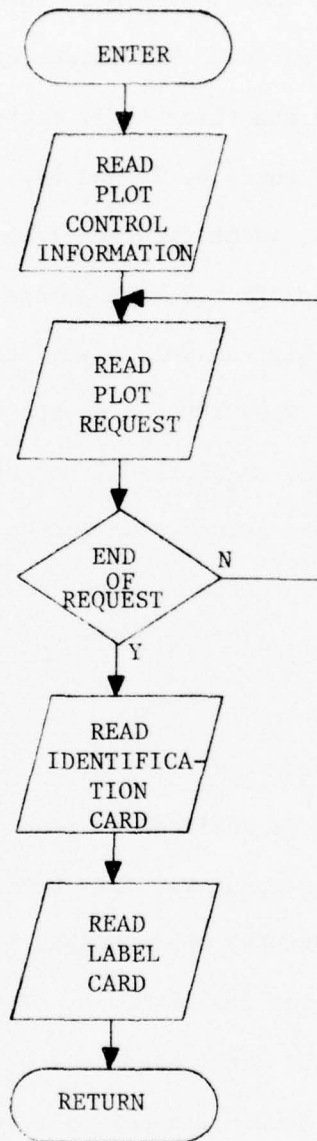 ENTER
READ
PLOT
CONTROL
INFORMATION
READ
PLOT
REQUEST
END
OF
REQUEST
N
Y
READ
IDENTIFICA-
TION
CARD
READ
LABEL
CARD
RETURN